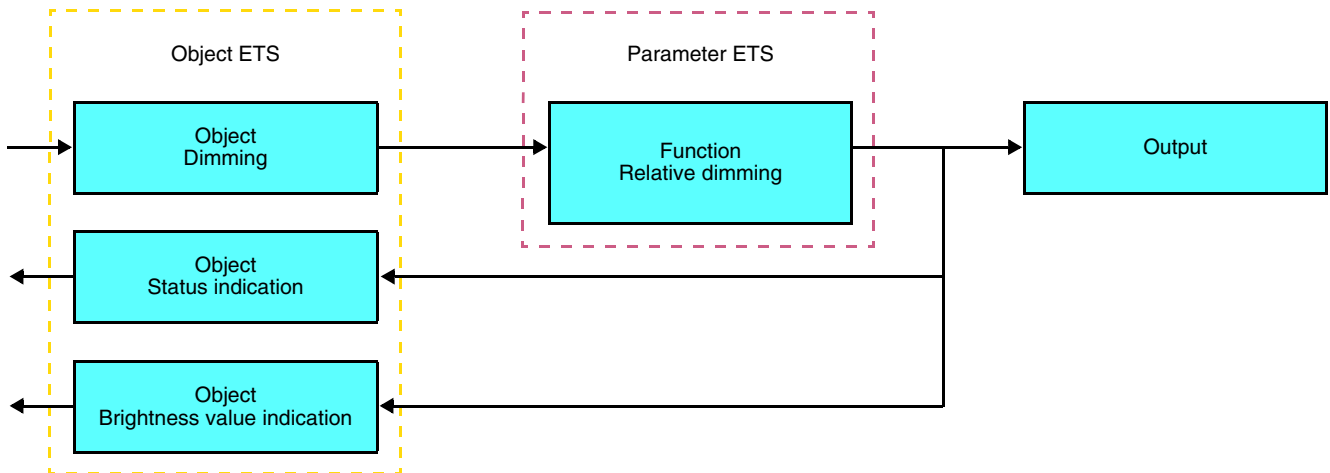 Object ETS
Parameter ETS
Object
Dimming
Function
Relative dimming
Output
Object
Status indication
Object
Brightness value indication